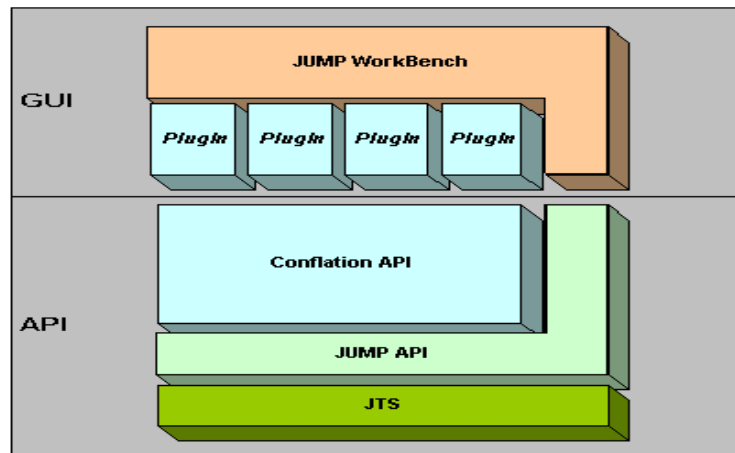 JUMP WorkBench
GUI
PlugIn PlugIn PlugIn PlugIn
Conflation API
API
JUMP API
JTS